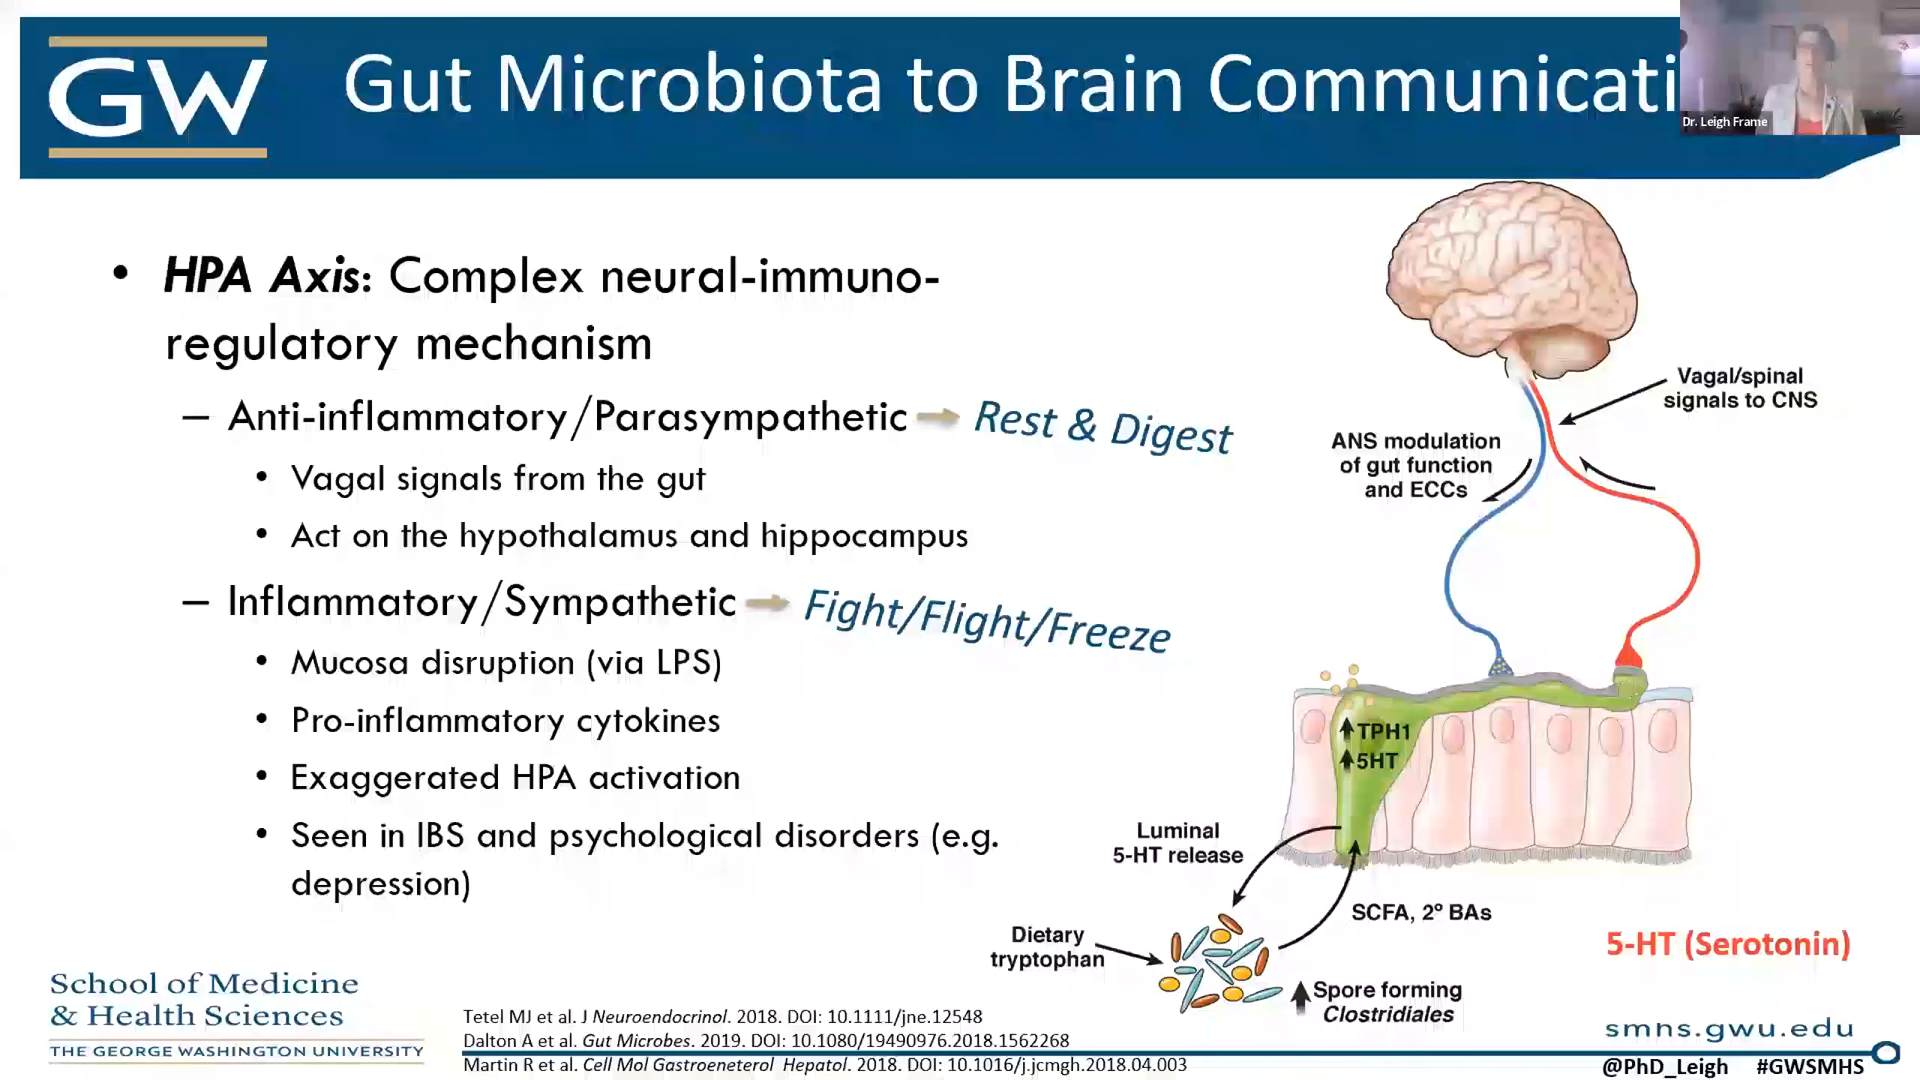 GW
Gut Microbiota to Brain Communicati
Dr. Leigh Frame
• HPA Axis: Complex neural-immuno-
regulatory mechanism
– Anti-inflammatory/Parasympathetic
Rest & Digest
• Vagal signals from the gut
• Act on the hypothalamus and hippocampus
– Inflammatory/Sympathetic
Fight/Flight/Freeze
• Mucosa disruption (via LPS)
• Pro-inflammatory cytokines
• Exaggerated HPA activation
• Seen in IBS and psychological disorders (e.g.
depression)
Vagal/spinal
signals to CNS
ANS modulation
of gut function
and ECCs
TPH1
5HT
Luminal
5-HT release
SCFA, 2º BAs
Dietary
tryptophan
Spore forming
Clostridiales
5-HT (Serotonin)
School of Medicine
& Health Sciences
THE GEORGE WASHINGTON UNIVERSITY
Tetel MJ et al. J Neuroendocrinol. 2018. DOI: 10.1111/jne.12548
Dalton A et al. Gut Microbes. 2019. DOI: 10.1080/19490976.2018.1562268
Martin R et al. Cell Mol Gastroeneterol Hepatol. 2018. DOI: 10.1016/j.jcmgh.2018.04.003
smhs.gwu.edu
@PhD_Leigh #GWSMHS